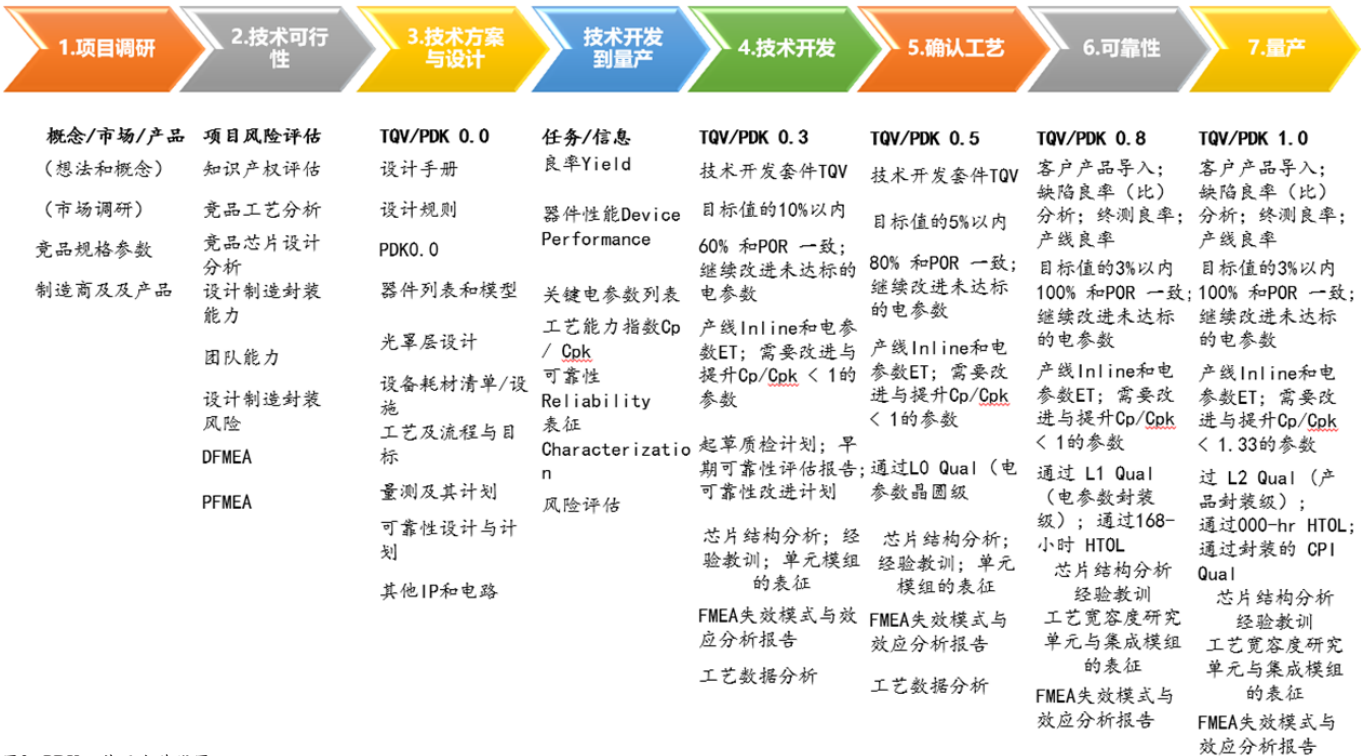 1.项目调研
2.技术可行
性
3.技术方案
与设计
技术开发
到量产
4.技术开发
5.确认工艺
6.可靠性
7.量产
概念/市场/产品
（想法和概念）
（市场调研）
竞品规格参数
制造商及及产品
项目风险评估
知识产权评估
竞品工艺分析
竞品芯片设计
分析
设计制造封装
能力
团队能力
设计制造封装
风险
DFMEA
PFMEA
TQV/PDK 0.0
设计手册
设计规则
PDK0.0
器件列表和模型
光罩层设计
设备耗材清单/设
施
工艺及流程与目
标
量测及其计划
可靠性设计与计
划
其他IP和电路
任务/信息
良率Yield
器件性能Device
Performance
关键电参数列表
工艺能力指数Cp
/ Cpk
可靠性
Reliability
表征
Characterizatio
n
风险评估
TQV/PDK 0.3
技术开发套件TQV
目标值的10%以内
60% 和POR 一致；
继续改进未达标的
电参数
产线Inline和电参
数ET；需要改进与
提升Cp/Cpk < 1的
参数
起草质检计划；早
期可靠性评估报告；
可靠性改进计划
芯片结构分析；经
验教训；单元模组
的表征
FMEA失效模式与效
应分析报告
工艺数据分析
TQV/PDK 0.5
技术开发套件TQV
目标值的5%以内
80% 和POR 一致；
继续改进未达标
的电参数
产线Inline和电
参数ET；需要改
进与提升Cp/Cpk
< 1的参数
通过L0 Qual（电
参数晶圆级
芯片结构分析；
经验教训；单元
模组的表征
FMEA失效模式与
效应分析报告
工艺数据分析
TQV/PDK 0.8
客户产品导入；
缺陷良率（比）
分析；终测良率；
产线良率
目标值的3%以内
100% 和POR 一致；
继续改进未达标
的电参数
产线Inline和电
参数ET；需要改
进与提升Cp/Cpk
< 1的参数
通过 L1 Qual
（电参数封装
级）；通过168-
小时 HTOL
芯片结构分析
经验教训
工艺宽容度研究
单元与集成模组
的表征
FMEA失效模式与
效应分析报告
TQV/PDK 1.0
客户产品导入；
缺陷良率（比）
分析；终测良率；
产线良率
目标值的3%以内
100% 和POR 一致；
继续改进未达标
的电参数
产线Inline和电
参数ET；需要改
进与提升Cp/Cpk
< 1.33的参数
过 L2 Qual（产
品封装级）；
通过000-hr HTOL；
通过封装的 CPI
Qual
芯片结构分析
经验教训
工艺宽容度研究
单元与集成模组
的表征
FMEA失效模式与
效应分析报告